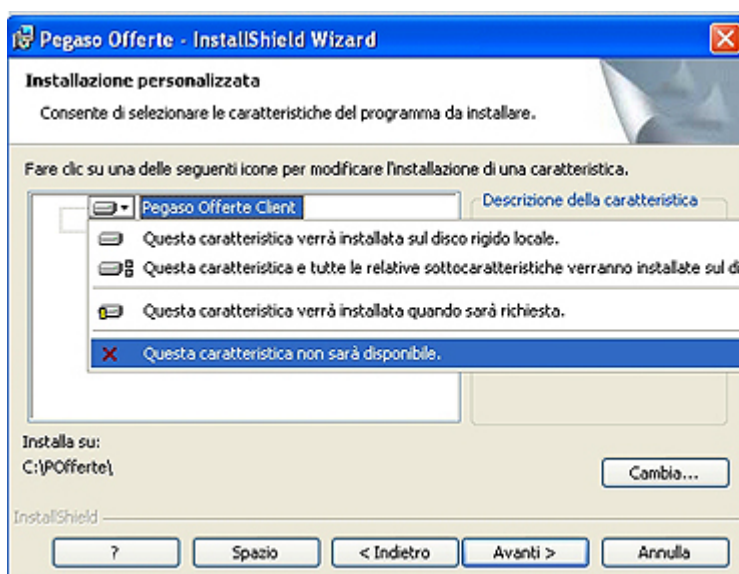 Pegaso Offerte - InstallShield Wizard
Installazione personalizzata
Consente di selezionare le caratteristiche del programma da installare.
Fare clic su una delle seguenti icone per modificare l'installazione di una caratteristica.
Pegaso Offerte Client
Descrizione della caratteristica
Questa caratteristica verrà installata sul disco rigido locale.
Questa caratteristica e tutte le relative sottocaratteristiche verranno installate sul di
Questa caratteristica verrà installata quando sarà richiesta.
Questa caratteristica non sarà disponibile.
Installa su:
C:\POfferte\
Cambia...
InstallShield
?
Spazio
< Indietro
Avanti >
Annulla